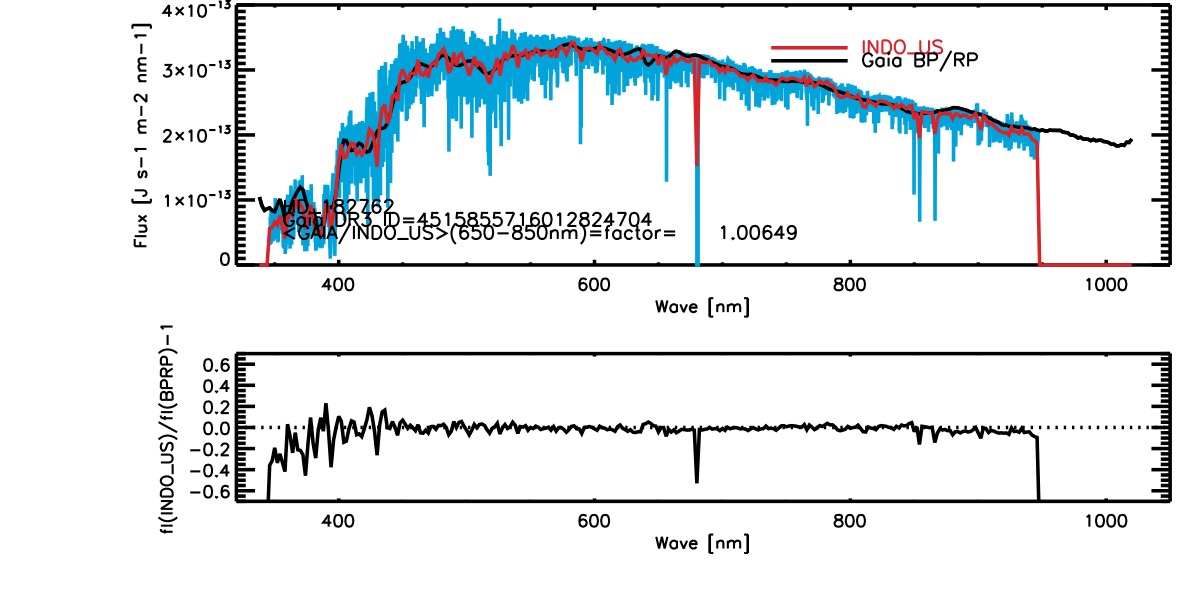 4×10−13
3×10−13
2×10−13
1×10−13
0
Flux [J s−1 m−2 nm−1]
INDO_US
Gaia BP/RP
HD_182762
Gaia DR3 ID=4515855716012824704
<GAIA/INDO_US>(650−850nm)=factor= 1.00649
400 600 800 1000
Wave [nm]
fl(INDO_US)/fl(BPRP)−1
0.6
0.4
0.2
0.0
−0.2
−0.4
−0.6
400 600 800 1000
Wave [nm]